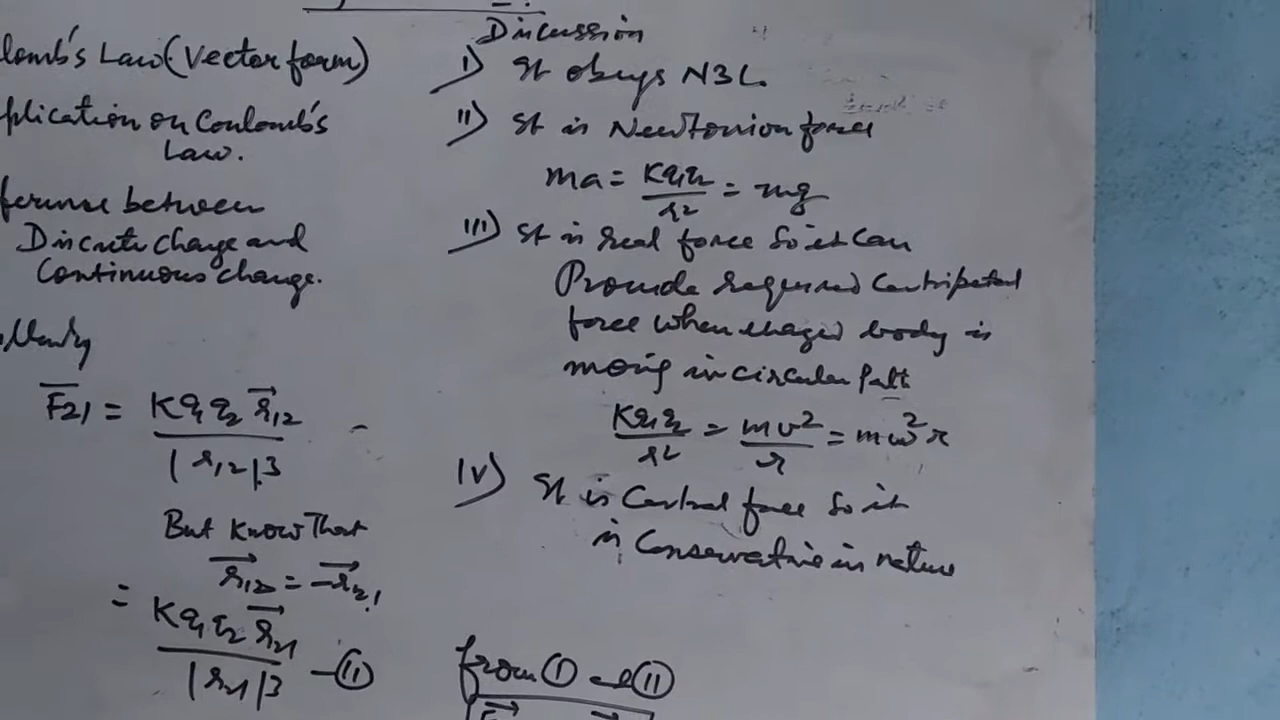 lomb's Law (Vector form)
plication on Coulomb's
Law.
ference between
Discrete charge and
Continuous charge.
F21 = Kq1q2 r12
|r12|3
But know That
r12 = -r21
= Kq1q2 r21
|r21|3 -(II)
Discussion
I) It obeys N3L.
II) It is Newtonion force
ma = Kq1q2 = mg
r2
III) It is real force So it Can
Provide required Centripetal
force when charged body is
moving in circular Path
Kq1q2 = mv2 = mω2r
r2 r
IV) It is Central force So it
is Conservative in nature
from (I) and (II)